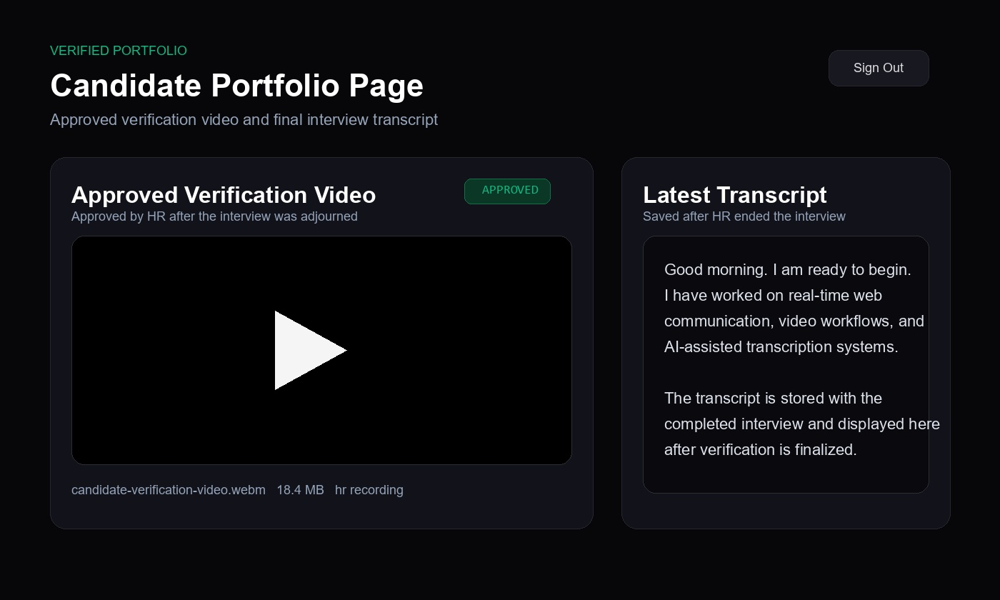 VERIFIED PORTFOLIO
Candidate Portfolio Page
Approved verification video and final interview transcript
Sign Out
Approved Verification Video
APPROVED
Approved by HR after the interview was adjourned
candidate-verification-video.webm 18.4 MB hr recording
Latest Transcript
Saved after HR ended the interview
Good morning. I am ready to begin.
I have worked on real-time web
communication, video workflows, and
AI-assisted transcription systems.
The transcript is stored with the
completed interview and displayed here
after verification is finalized.